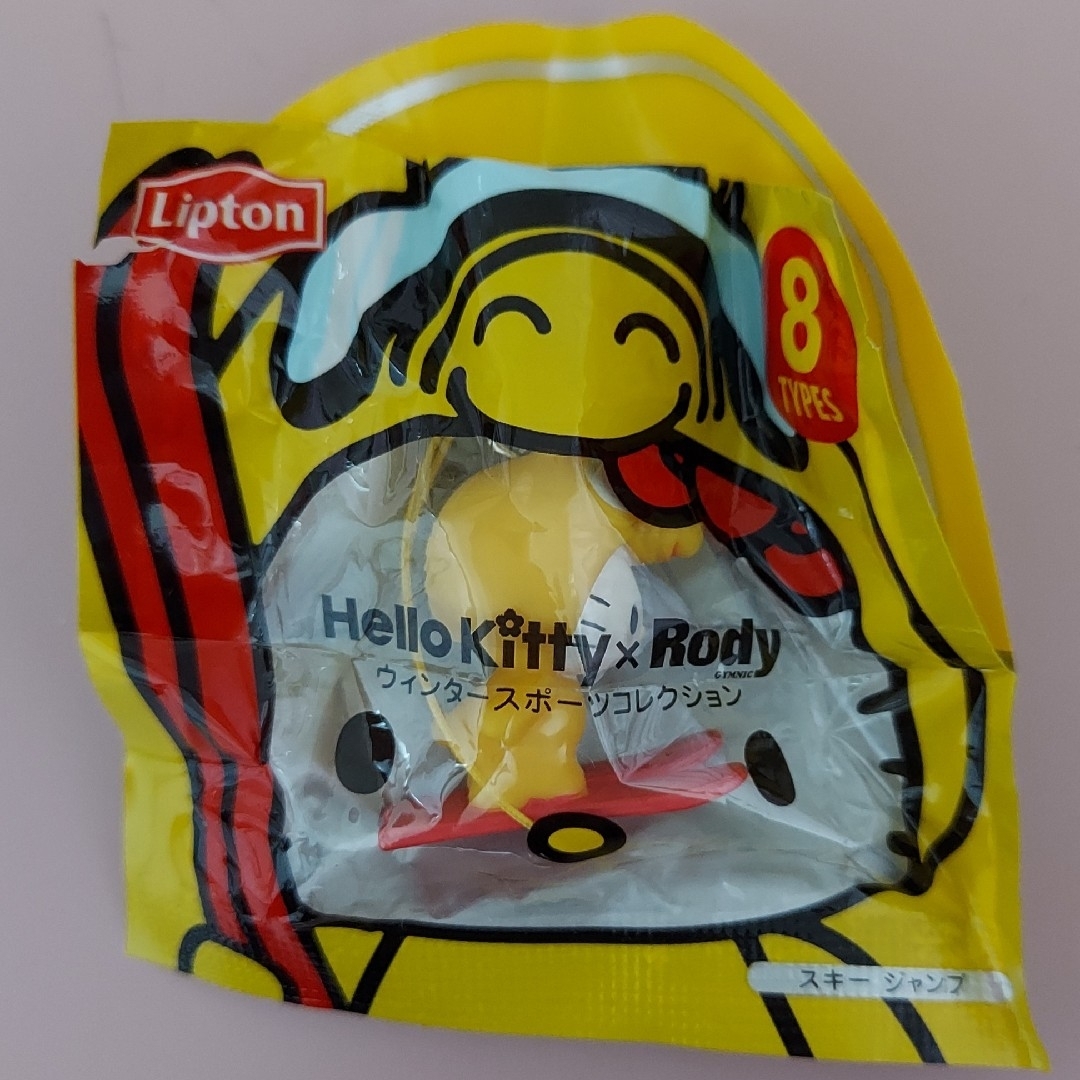 Lipton
8
TYPES
Hello Kitty × Rody
GYMNIC
ウィンタースポーツコレクション
スキー ジャンプ